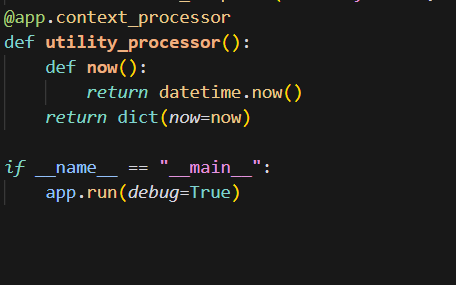 @app.context_processor
def utility_processor():
    def now():
        return datetime.now()
    return dict(now=now)

if __name__ == "__main__":
    app.run(debug=True)